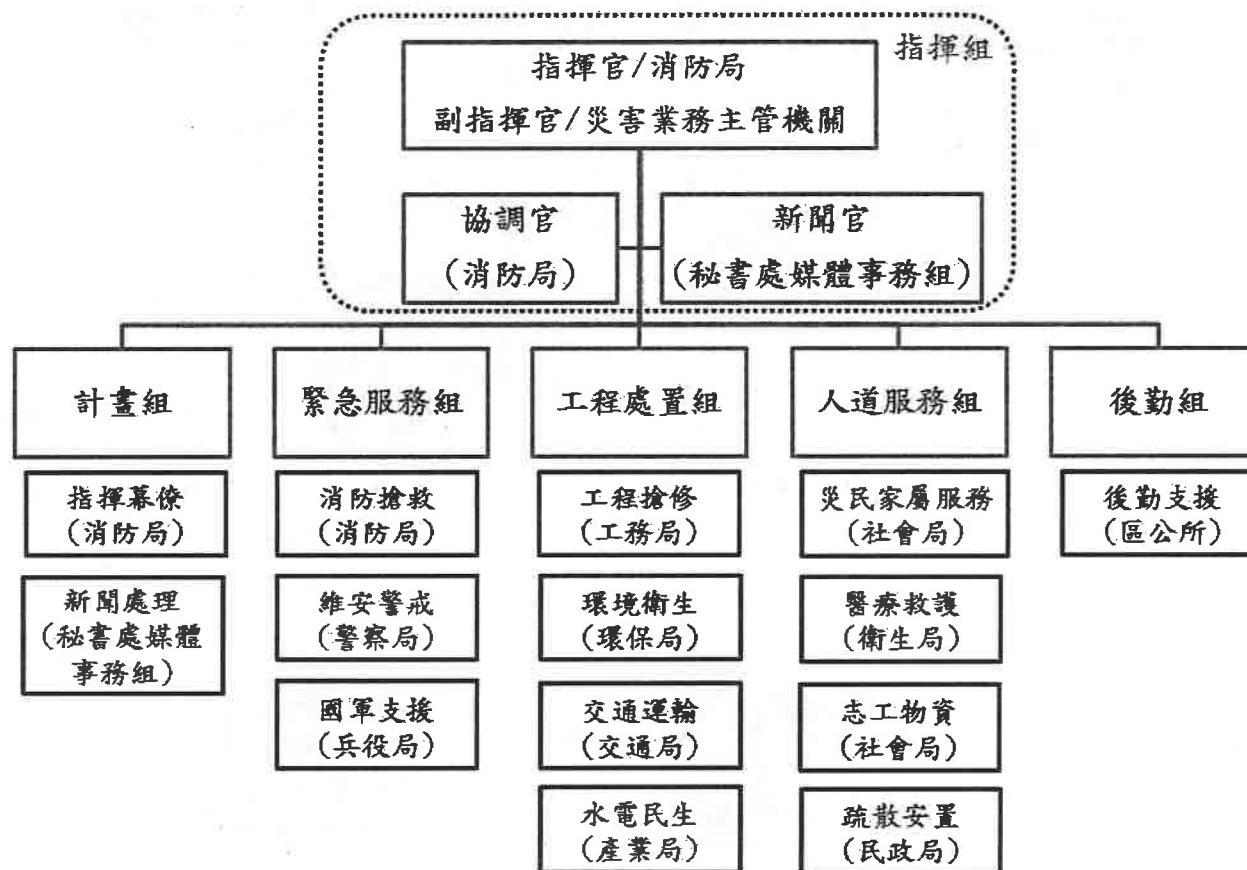 指揮組
指揮官/消防局
副指揮官/災害業務主管機關
協調官
(消防局)
新聞官
(秘書處媒體事務組)
計畫組
緊急服務組
工程處置組
人道服務組
後勤組
指揮幕僚
(消防局)
新聞處理
(秘書處媒體
事務組)
消防搶救
(消防局)
維安警戒
(警察局)
國軍支援
(兵役局)
工程搶修
(工務局)
環境衛生
(環保局)
交通運輸
(交通局)
水電民生
(產業局)
災民家屬服務
(社會局)
醫療救護
(衛生局)
志工物資
(社會局)
疏散安置
(民政局)
後勤支援
(區公所)